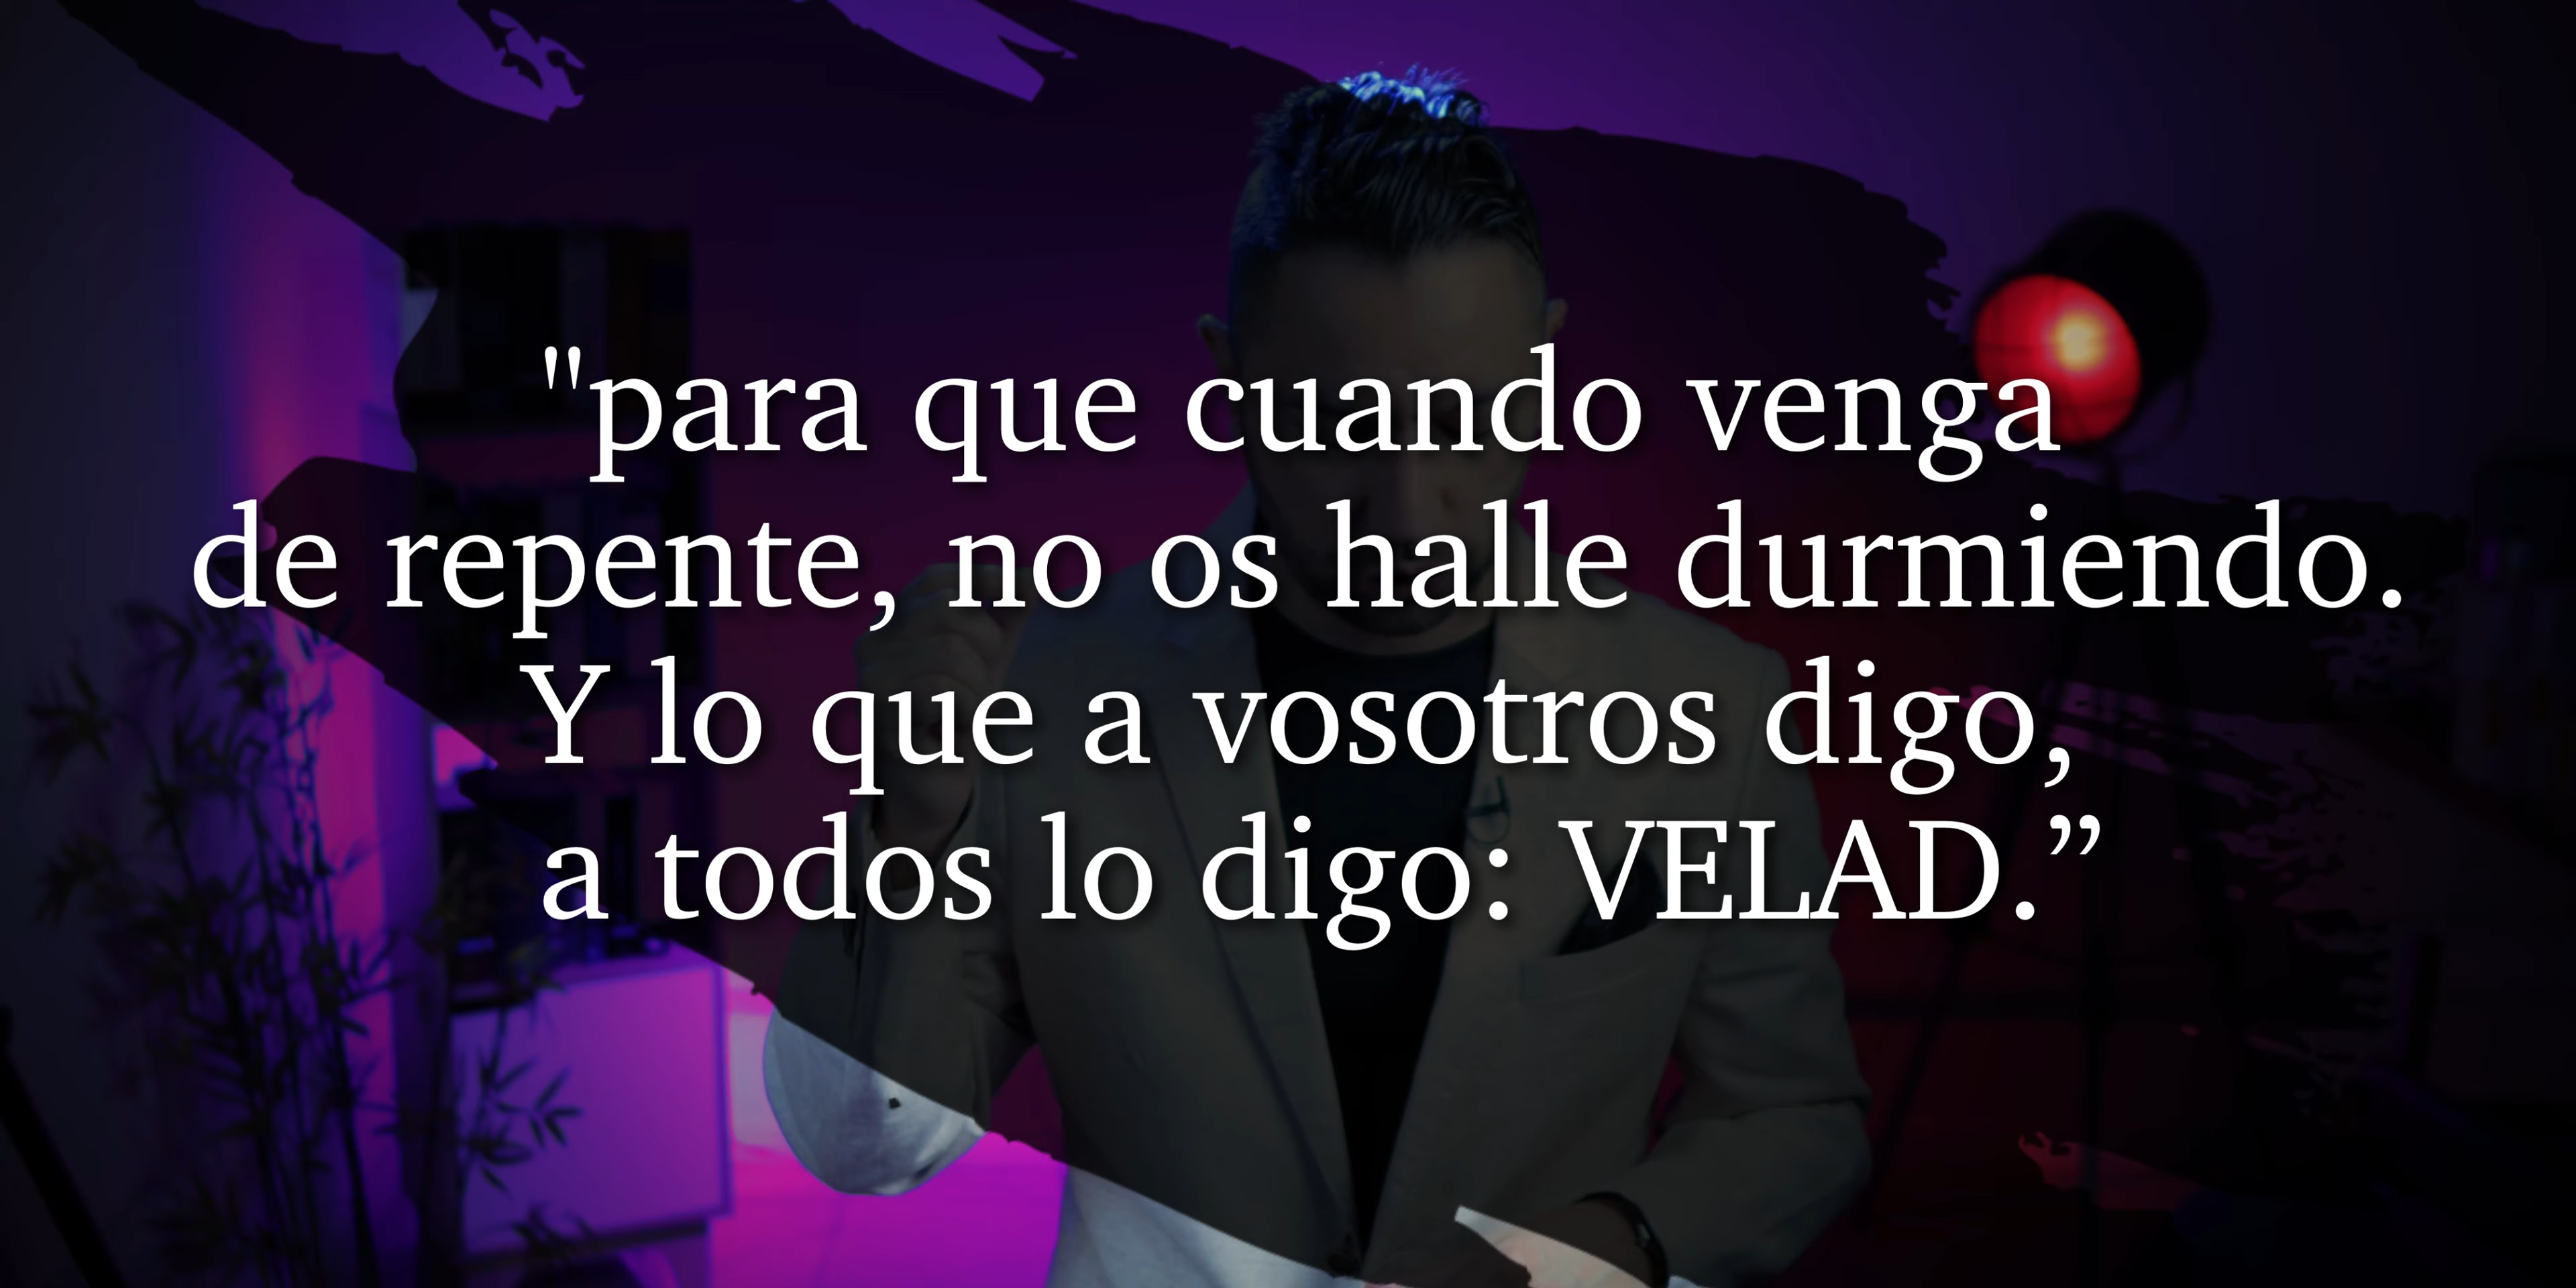 "para que cuando venga
de repente, no os halle durmiendo.
Y lo que a vosotros digo,
a todos lo digo: VELAD.”